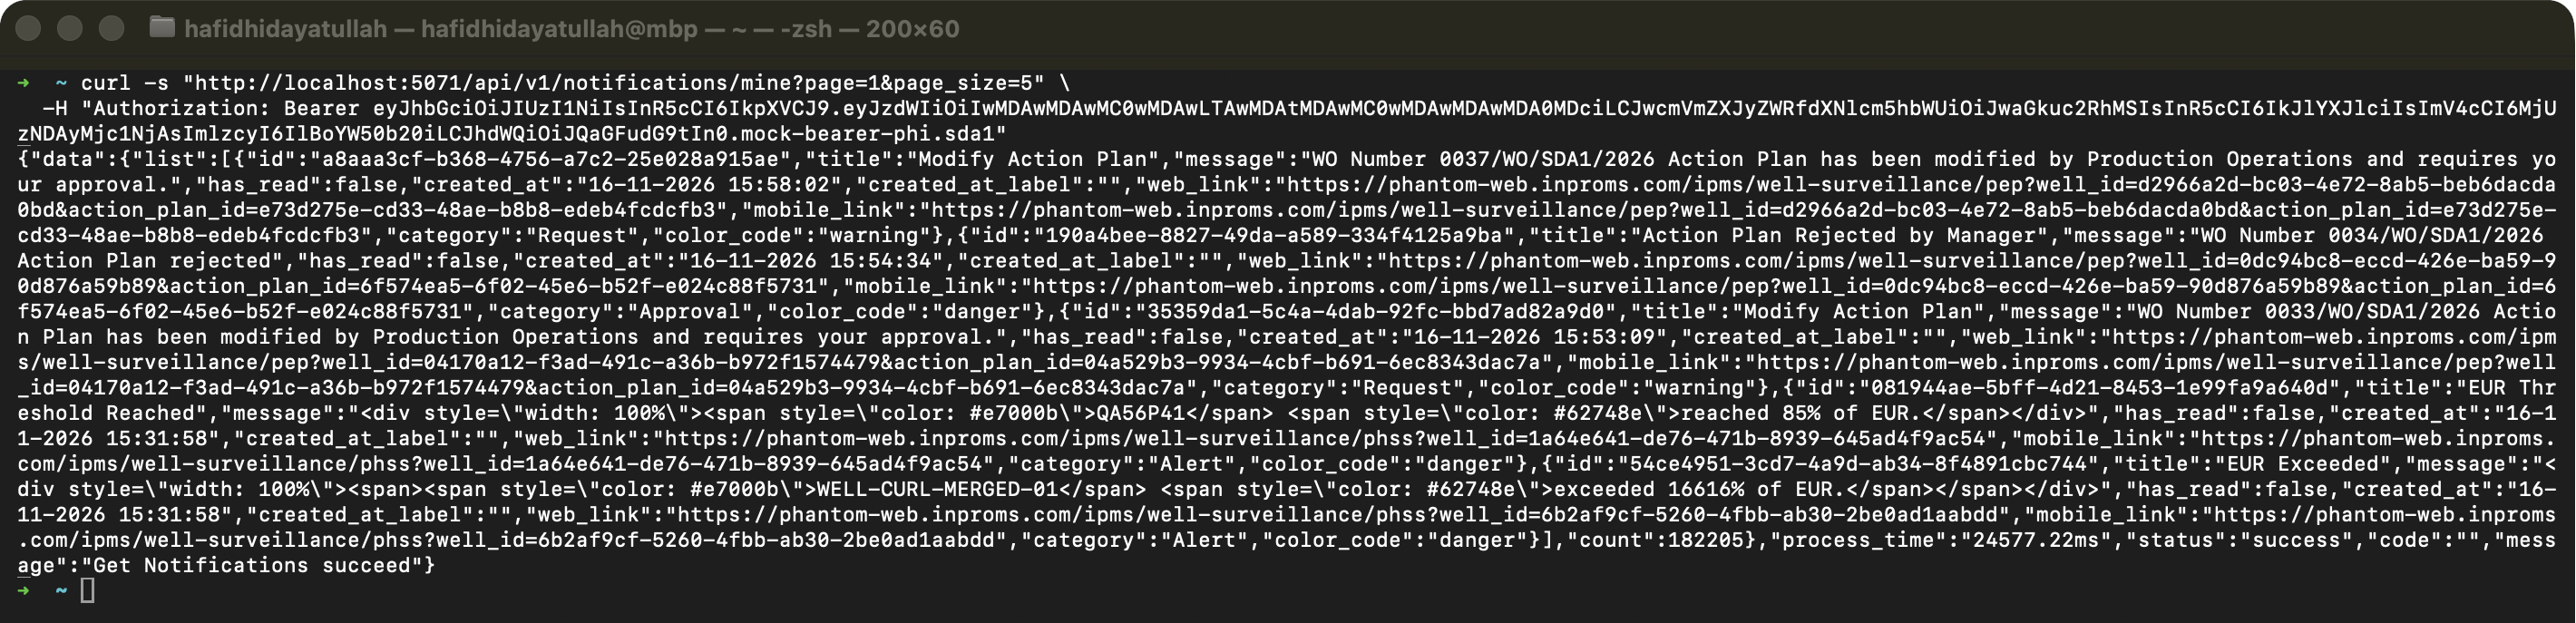 hafidhidayatullah — hafidhidayatullah@mbp — ~ — -zsh — 200×60
➜  ~ curl -s "http://localhost:5071/api/v1/notifications/mine?page=1&page_size=5" \
  -H "Authorization: Bearer eyJhbGciOiJIUzI1NiIsInR5cCI6IkpXVCJ9.eyJzdWIiOiIwMDAwMDAwMC0wMDAwLTAwMDAtMDAwMC0wMDAwMDAwMDA0MDciLCJwcmVmZXJyZWRfdXNlcm5hbWUiOiJwaGkuc2RhMSIsInR5cCI6IkJlYXJlciIsImV4cCI6MjU
zNDAyMjc1NjAsImlzcyI6IlBoYW50b20iLCJhdWQiOiJQaGFudG9tIn0.mock-bearer-phi.sda1"
{"data":{"list":[{"id":"a8aaa3cf-b368-4756-a7c2-25e028a915ae","title":"Modify Action Plan","message":"WO Number 0037/WO/SDA1/2026 Action Plan has been modified by Production Operations and requires yo
ur approval.","has_read":false,"created_at":"16-11-2026 15:58:02","created_at_label":"","web_link":"https://phantom-web.inproms.com/ipms/well-surveillance/pep?well_id=d2966a2d-bc03-4e72-8ab5-beb6dacda
0bd&action_plan_id=e73d275e-cd33-48ae-b8b8-edeb4fcdcfb3","mobile_link":"https://phantom-web.inproms.com/ipms/well-surveillance/pep?well_id=d2966a2d-bc03-4e72-8ab5-beb6dacda0bd&action_plan_id=e73d275e-
cd33-48ae-b8b8-edeb4fcdcfb3","category":"Request","color_code":"warning"},{"id":"190a4bee-8827-49da-a589-334f4125a9ba","title":"Action Plan Rejected by Manager","message":"WO Number 0034/WO/SDA1/2026
Action Plan rejected","has_read":false,"created_at":"16-11-2026 15:54:34","created_at_label":"","web_link":"https://phantom-web.inproms.com/ipms/well-surveillance/pep?well_id=0dc94bc8-eccd-426e-ba59-9
0d876a59b89&action_plan_id=6f574ea5-6f02-45e6-b52f-e024c88f5731","mobile_link":"https://phantom-web.inproms.com/ipms/well-surveillance/pep?well_id=0dc94bc8-eccd-426e-ba59-90d876a59b89&action_plan_id=6
f574ea5-6f02-45e6-b52f-e024c88f5731","category":"Approval","color_code":"danger"},{"id":"35359da1-5c4a-4dab-92fc-bbd7ad82a9d0","title":"Modify Action Plan","message":"WO Number 0033/WO/SDA1/2026 Actio
n Plan has been modified by Production Operations and requires your approval.","has_read":false,"created_at":"16-11-2026 15:53:09","created_at_label":"","web_link":"https://phantom-web.inproms.com/ipm
s/well-surveillance/pep?well_id=04170a12-f3ad-491c-a36b-b972f1574479&action_plan_id=04a529b3-9934-4cbf-b691-6ec8343dac7a","mobile_link":"https://phantom-web.inproms.com/ipms/well-surveillance/pep?well
_id=04170a12-f3ad-491c-a36b-b972f1574479&action_plan_id=04a529b3-9934-4cbf-b691-6ec8343dac7a","category":"Request","color_code":"warning"},{"id":"081944ae-5bff-4d21-8453-1e99fa9a640d","title":"EUR Thr
eshold Reached","message":"<div style=\"width: 100%\"><span style=\"color: #e7000b\">QA56P41</span> <span style=\"color: #62748e\">reached 85% of EUR.</span></div>","has_read":false,"created_at":"16-1
1-2026 15:31:58","created_at_label":"","web_link":"https://phantom-web.inproms.com/ipms/well-surveillance/phss?well_id=1a64e641-de76-471b-8939-645ad4f9ac54","mobile_link":"https://phantom-web.inproms.
com/ipms/well-surveillance/phss?well_id=1a64e641-de76-471b-8939-645ad4f9ac54","category":"Alert","color_code":"danger"},{"id":"54ce4951-3cd7-4a9d-ab34-8f4891cbc744","title":"EUR Exceeded","message":"<
div style=\"width: 100%\"><span><span style=\"color: #e7000b\">WELL-CURL-MERGED-01</span> <span style=\"color: #62748e\">exceeded 16616% of EUR.</span></span></div>","has_read":false,"created_at":"16-
11-2026 15:31:58","created_at_label":"","web_link":"https://phantom-web.inproms.com/ipms/well-surveillance/phss?well_id=6b2af9cf-5260-4fbb-ab30-2be0ad1aabdd","mobile_link":"https://phantom-web.inproms
.com/ipms/well-surveillance/phss?well_id=6b2af9cf-5260-4fbb-ab30-2be0ad1aabdd","category":"Alert","color_code":"danger"}],"count":182205},"process_time":"24577.22ms","status":"success","code":"","mess
age":"Get Notifications succeed"}
➜  ~